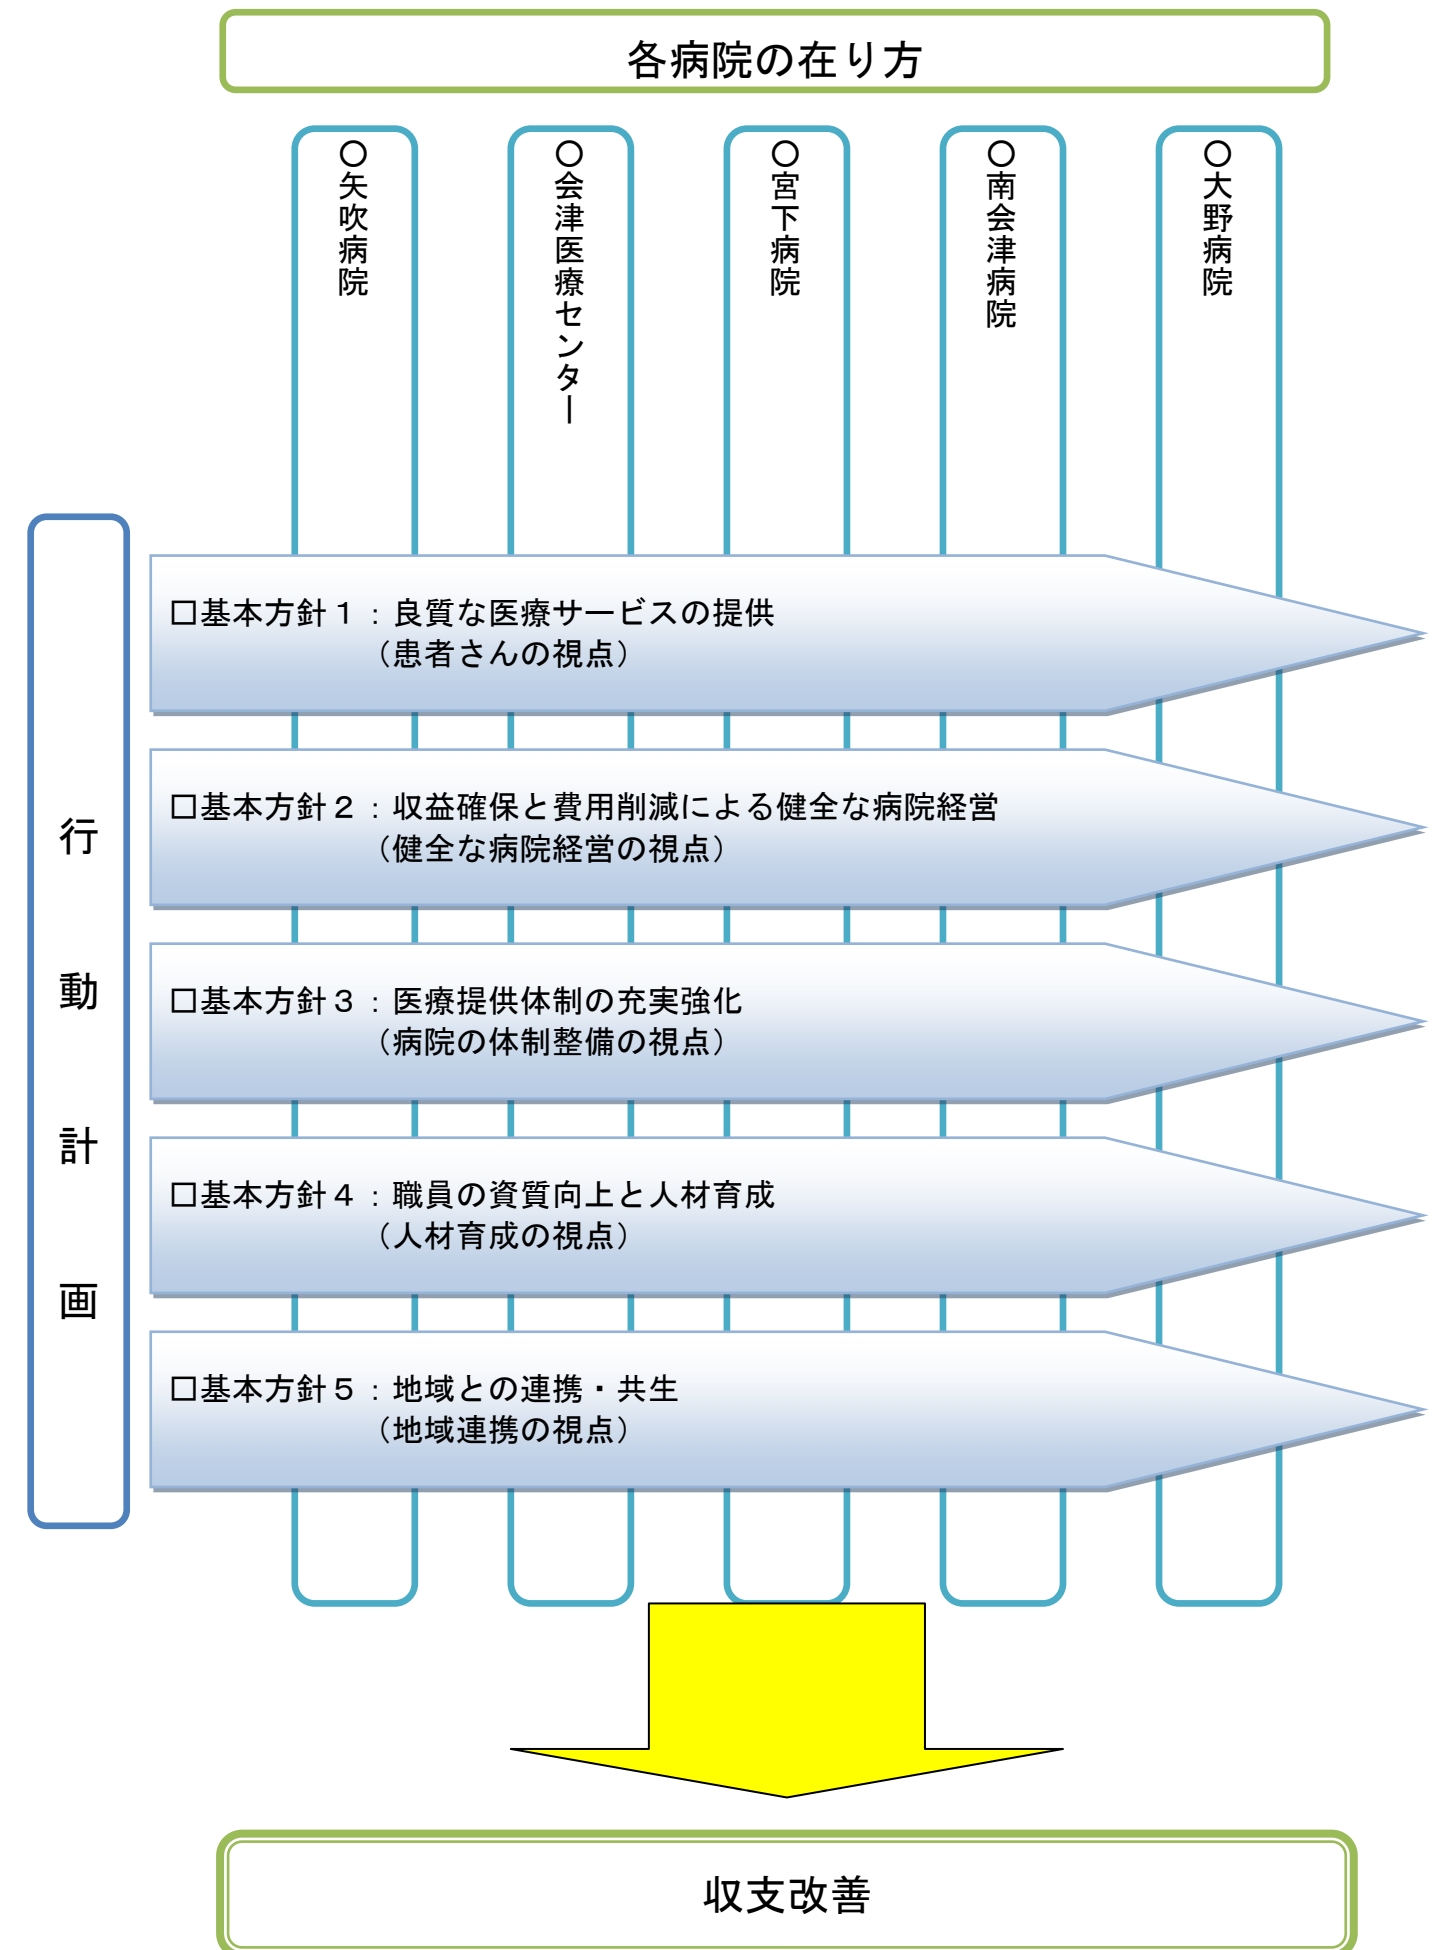 各病院の在り方
○矢吹病院
○会津医療センター
○宮下病院
○南会津病院
○大野病院
行動計画
□基本方針１：良質な医療サービスの提供
（患者さんの視点）
□基本方針２：収益確保と費用削減による健全な病院経営
（健全な病院経営の視点）
□基本方針３：医療提供体制の充実強化
（病院の体制整備の視点）
□基本方針４：職員の資質向上と人材育成
（人材育成の視点）
□基本方針５：地域との連携・共生
（地域連携の視点）
収支改善